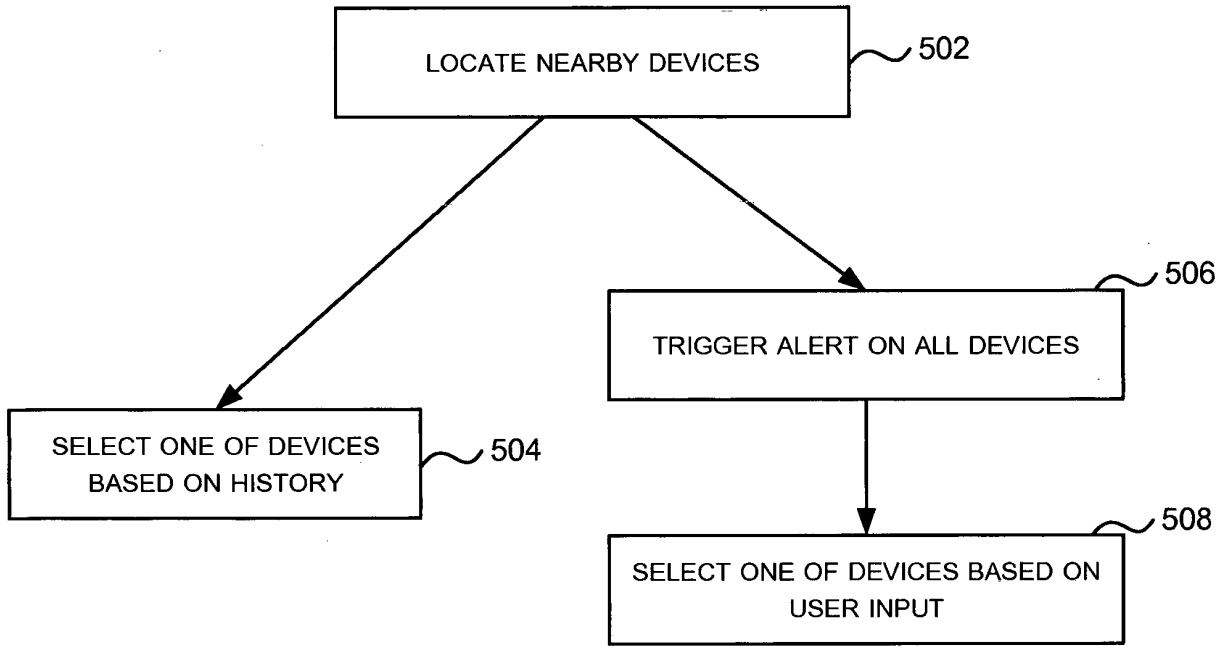 LOCATE NEARBY DEVICES
502
506
TRIGGER ALERT ON ALL DEVICES
SELECT ONE OF DEVICES
BASED ON HISTORY
504
508
SELECT ONE OF DEVICES BASED ON
USER INPUT